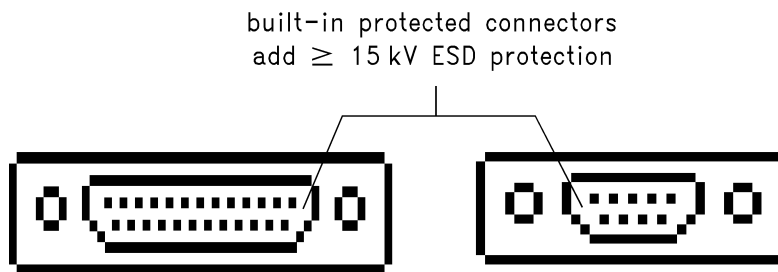 built-in protected connectors
add ≥ 15 kV ESD protection